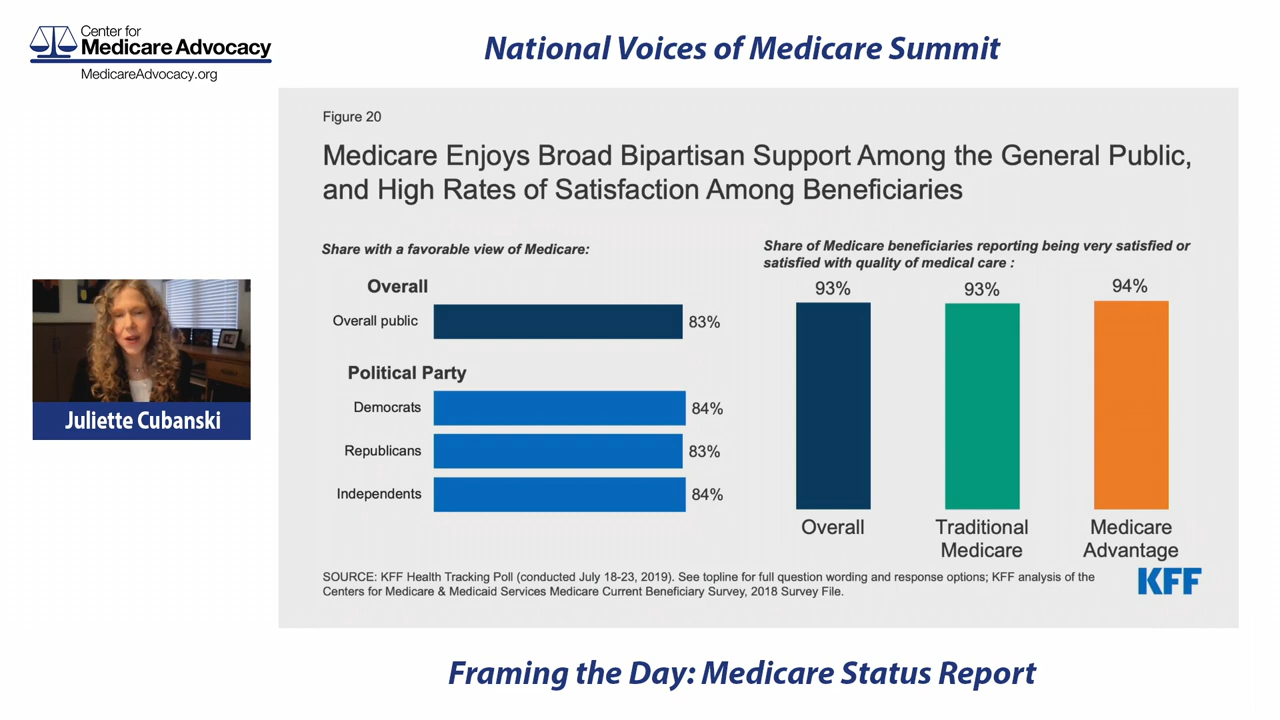 Center for
Medicare Advocacy
MedicareAdvocacy.org
National Voices of Medicare Summit
Figure 20
Medicare Enjoys Broad Bipartisan Support Among the General Public,
and High Rates of Satisfaction Among Beneficiaries
Share with a favorable view of Medicare:
Overall
Overall public 83%
Political Party
Democrats 84%
Republicans 83%
Independents 84%
Share of Medicare beneficiaries reporting being very satisfied or
satisfied with quality of medical care :
93% 93% 94%
Overall Traditional Medicare
Medicare Advantage
SOURCE: KFF Health Tracking Poll (conducted July 18-23, 2019). See topline for full question wording and response options; KFF analysis of the
Centers for Medicare & Medicaid Services Medicare Current Beneficiary Survey, 2018 Survey File.
KFF
Juliette Cubanski
Framing the Day: Medicare Status Report